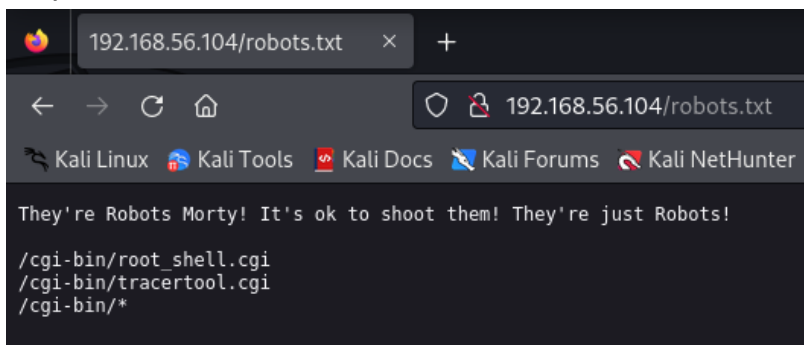 192.168.56.104/robots.txt
192.168.56.104/robots.txt
Kali Linux Kali Tools Kali Docs Kali Forums Kali NetHunter
They're Robots Morty! It's ok to shoot them! They're just Robots!
/cgi-bin/root_shell.cgi
/cgi-bin/tracertool.cgi
/cgi-bin/*